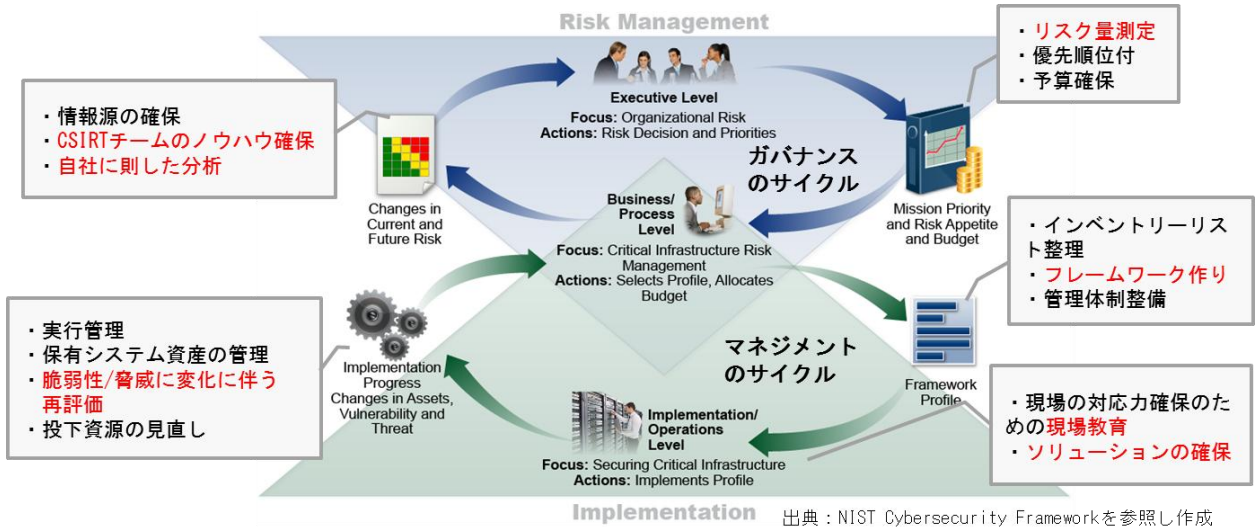 Risk Management
・リスク量測定
・優先順位付
・予算確保
・情報源の確保
・CSIRTチームのノウハウ確保
・自社に則した分析
Executive Level
Focus: Organizational Risk
Actions: Risk Decision and Priorities
ガバナンス
のサイクル
Changes in
Current and
Future Risk
Business/
Process
Level
Focus: Critical Infrastructure Risk
Management
Actions: Selects Profile, Allocates
Budget
Mission Priority
and Risk Appetite
and Budget
・インベントリーリス
ト整理
・フレームワーク作り
・管理体制整備
・実行管理
・保有システム資産の管理
・脆弱性/脅威に変化に伴う
再評価
・投下資源の見直し
Implementation
Progress
Changes in Assets,
Vulnerability and
Threat
マネジメント
のサイクル
Framework
Profile
Implementation/
Operations
Level
Focus: Securing Critical Infrastructure
Actions: Implements Profile
・現場の対応力確保のた
めの現場教育
・ソリューションの確保
Implementation
出典：NIST Cybersecurity Frameworkを参照し作成